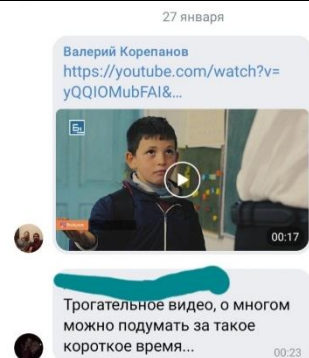 27 января
Валерий Корепанов
https://youtube.com/watch?v=
yQQIOMubFAI&...
00:17
Трогательное видео, о многом
можно подумать за такое
короткое время...
00:23